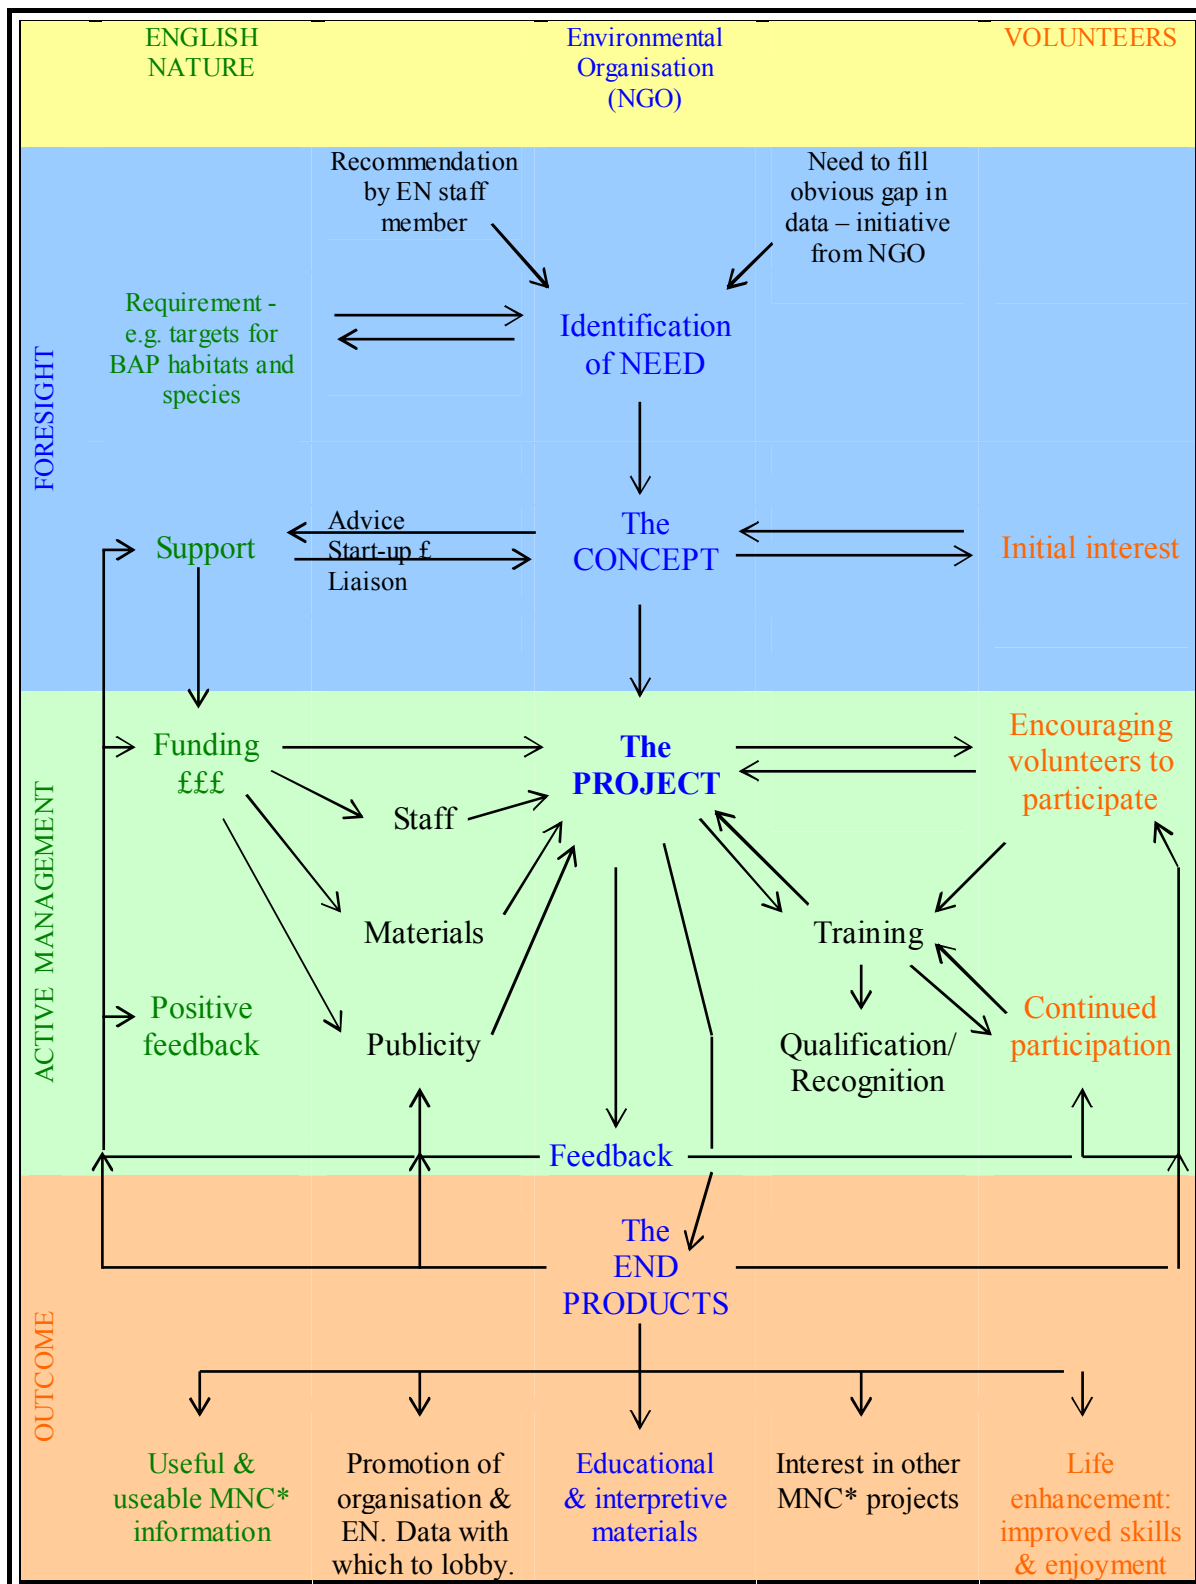 ENGLISH
NATURE
Environmental
Organisation
(NGO)
VOLUNTEERS
FORESIGHT
Recommendation
by EN staff
member
Need to fill
obvious gap in
data – initiative
from NGO
Requirement -
e.g. targets for
BAP habitats and
species
Identification
of NEED
Support
Advice
Start-up £
Liaison
The
CONCEPT
Initial interest
ACTIVE MANAGEMENT
Funding
£££
The
PROJECT
Encouraging
volunteers to
participate
Staff
Materials
Training
Positive
feedback
Publicity
Qualification/
Recognition
Continued
participation
Feedback
OUTCOME
The
END
PRODUCTS
Useful &
useable MNC*
information
Promotion of
organisation &
EN. Data with
which to lobby.
Educational
& interpretive
materials
Interest in other
MNC* projects
Life
enhancement:
improved skills
& enjoyment